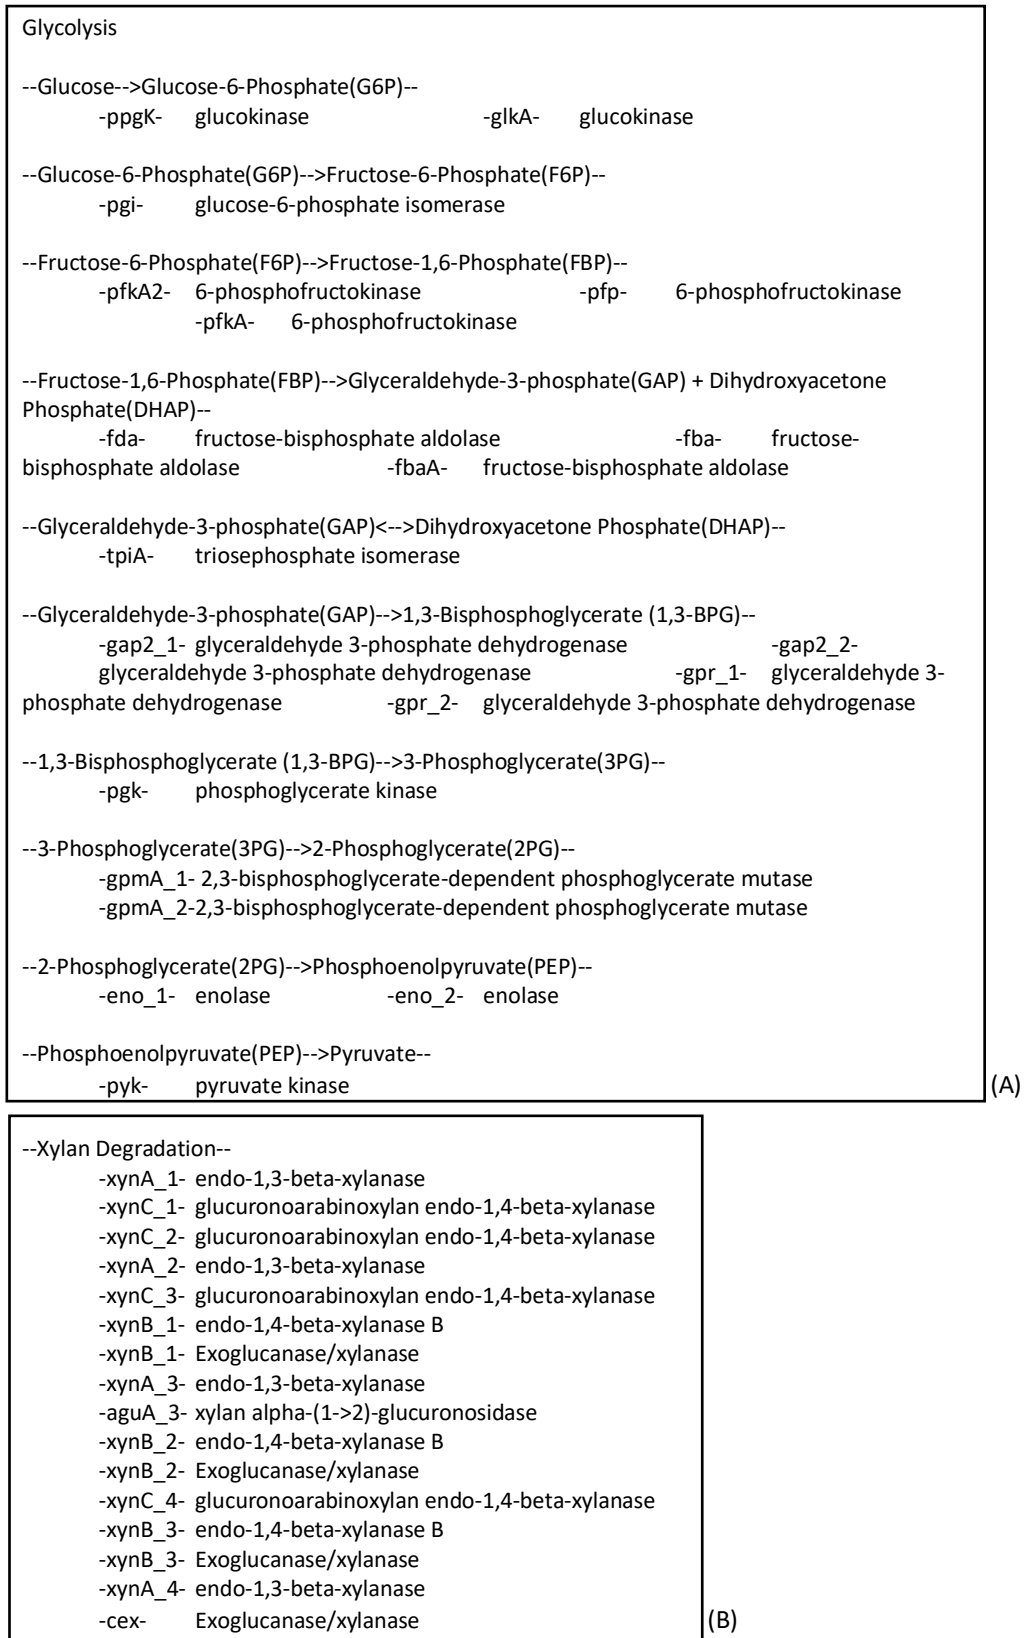 Glycolysis
--Glucose-->Glucose-6-Phosphate(G6P)--
-ppgK- glucokinase -glkA- glucokinase
--Glucose-6-Phosphate(G6P)-->Fructose-6-Phosphate(F6P)--
-pgi- glucose-6-phosphate isomerase
--Fructose-6-Phosphate(F6P)-->Fructose-1,6-Phosphate(FBP)--
-pfkA2- 6-phosphofructokinase -pfp- 6-phosphofructokinase
-pfkA- 6-phosphofructokinase
--Fructose-1,6-Phosphate(FBP)-->Glyceraldehyde-3-phosphate(GAP) + Dihydroxyacetone
Phosphate(DHAP)--
-fda- fructose-bisphosphate aldolase -fba- fructose-
bisphosphate aldolase -fbaA- fructose-bisphosphate aldolase
--Glyceraldehyde-3-phosphate(GAP)<-->Dihydroxyacetone Phosphate(DHAP)--
-tpiA- triosephosphate isomerase
--Glyceraldehyde-3-phosphate(GAP)-->1,3-Bisphosphoglycerate (1,3-BPG)--
-gap2_1- glyceraldehyde 3-phosphate dehydrogenase -gap2_2-
glyceraldehyde 3-phosphate dehydrogenase -gpr_1- glyceraldehyde 3-
phosphate dehydrogenase -gpr_2- glyceraldehyde 3-phosphate dehydrogenase
--1,3-Bisphosphoglycerate (1,3-BPG)-->3-Phosphoglycerate(3PG)--
-pgk- phosphoglycerate kinase
--3-Phosphoglycerate(3PG)-->2-Phosphoglycerate(2PG)--
-gpmA_1- 2,3-bisphosphoglycerate-dependent phosphoglycerate mutase
-gpmA_2-2,3-bisphosphoglycerate-dependent phosphoglycerate mutase
--2-Phosphoglycerate(2PG)-->Phosphoenolpyruvate(PEP)--
-eno_1- enolase -eno_2- enolase
--Phosphoenolpyruvate(PEP)-->Pyruvate--
-pyk- pyruvate kinase
(A)
--Xylan Degradation--
-xynA_1- endo-1,3-beta-xylanase
-xynC_1- glucuronoarabinoxylan endo-1,4-beta-xylanase
-xynC_2- glucuronoarabinoxylan endo-1,4-beta-xylanase
-xynA_2- endo-1,3-beta-xylanase
-xynC_3- glucuronoarabinoxylan endo-1,4-beta-xylanase
-xynB_1- endo-1,4-beta-xylanase B
-xynB_1- Exoglucanase/xylanase
-xynA_3- endo-1,3-beta-xylanase
-aguA_3- xylan alpha-(1->2)-glucuronosidase
-xynB_2- endo-1,4-beta-xylanase B
-xynB_2- Exoglucanase/xylanase
-xynC_4- glucuronoarabinoxylan endo-1,4-beta-xylanase
-xynB_3- endo-1,4-beta-xylanase B
-xynB_3- Exoglucanase/xylanase
-xynA_4- endo-1,3-beta-xylanase
-cex- Exoglucanase/xylanase
(B)